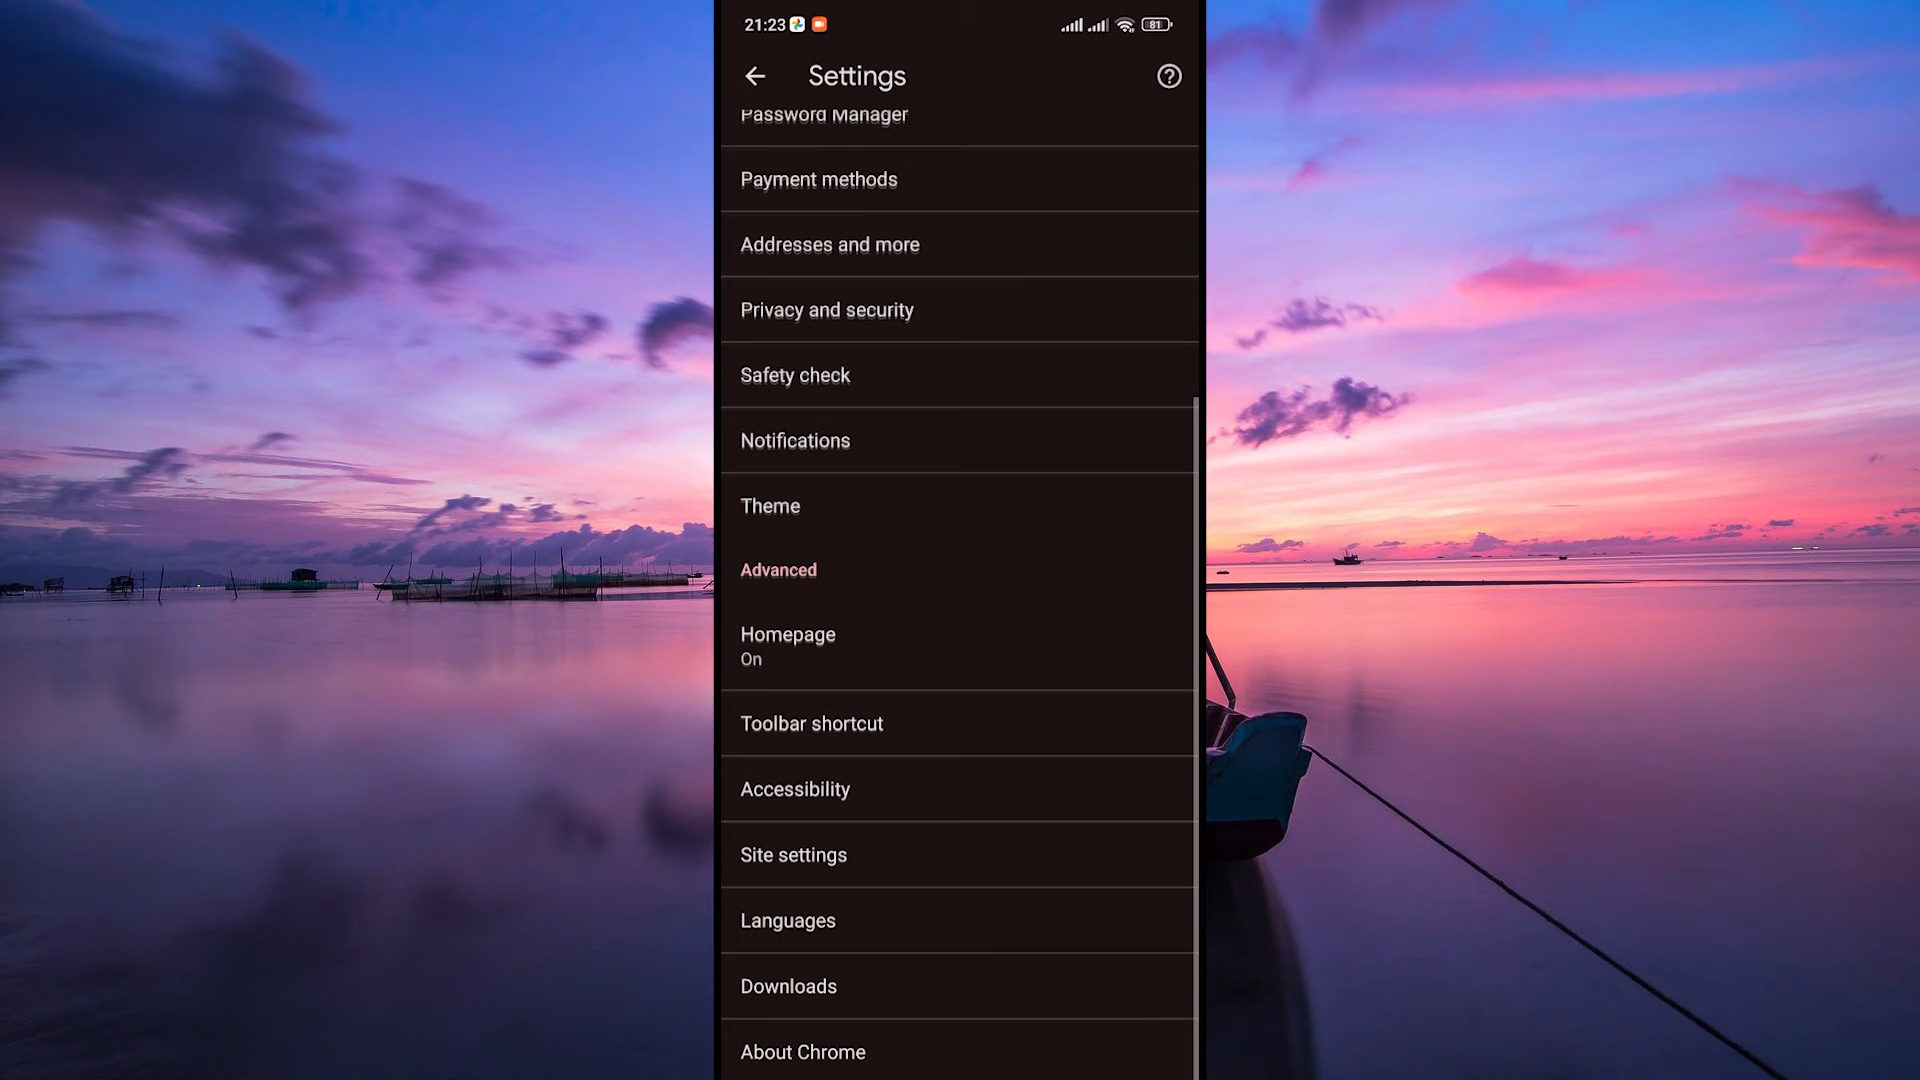 21:23
81
Settings
Password Manager
Payment methods
Addresses and more
Privacy and security
Safety check
Notifications
Theme
Advanced
Homepage
On
Toolbar shortcut
Accessibility
Site settings
Languages
Downloads
About Chrome